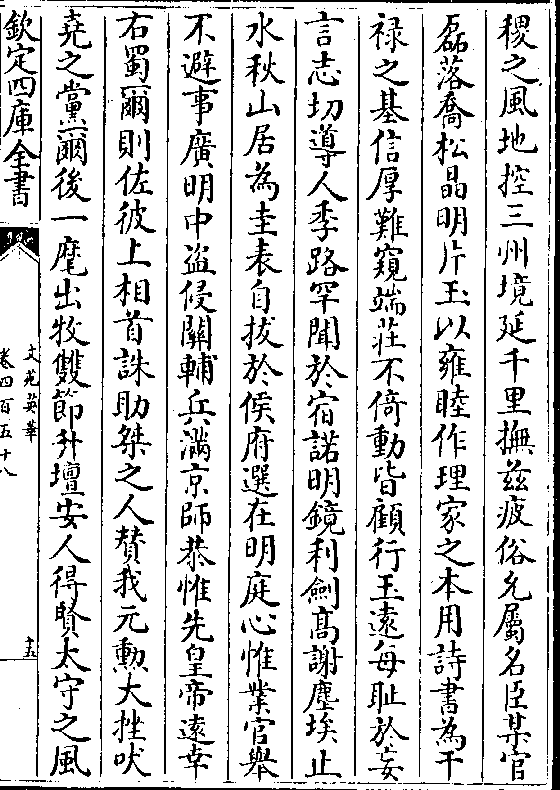 稷之風地控三州境延千里撫兹疲俗允屬名臣某官
磊落喬松晶明片玉以雍睦作理家之本用詩書為干
禄之基信厚難窺端莊不倚動皆顧行王遠每耻於妄
言志切導人季路罕聞於宿諾明鏡利劍高謝塵埃止
水秋山居為圭表自拔於侯府選在明庭心惟業官舉
不避事廣明中盜侵關輔兵滿京師恭惟先皇帝遠幸
右蜀爾則佐彼上相首誅助桀之人賛我元勲大挫吠
堯之黨爾後一麾出牧雙節升壇安人得賢太守之風
欽定四庫全書
文苑英華
卷四百五十八
十五